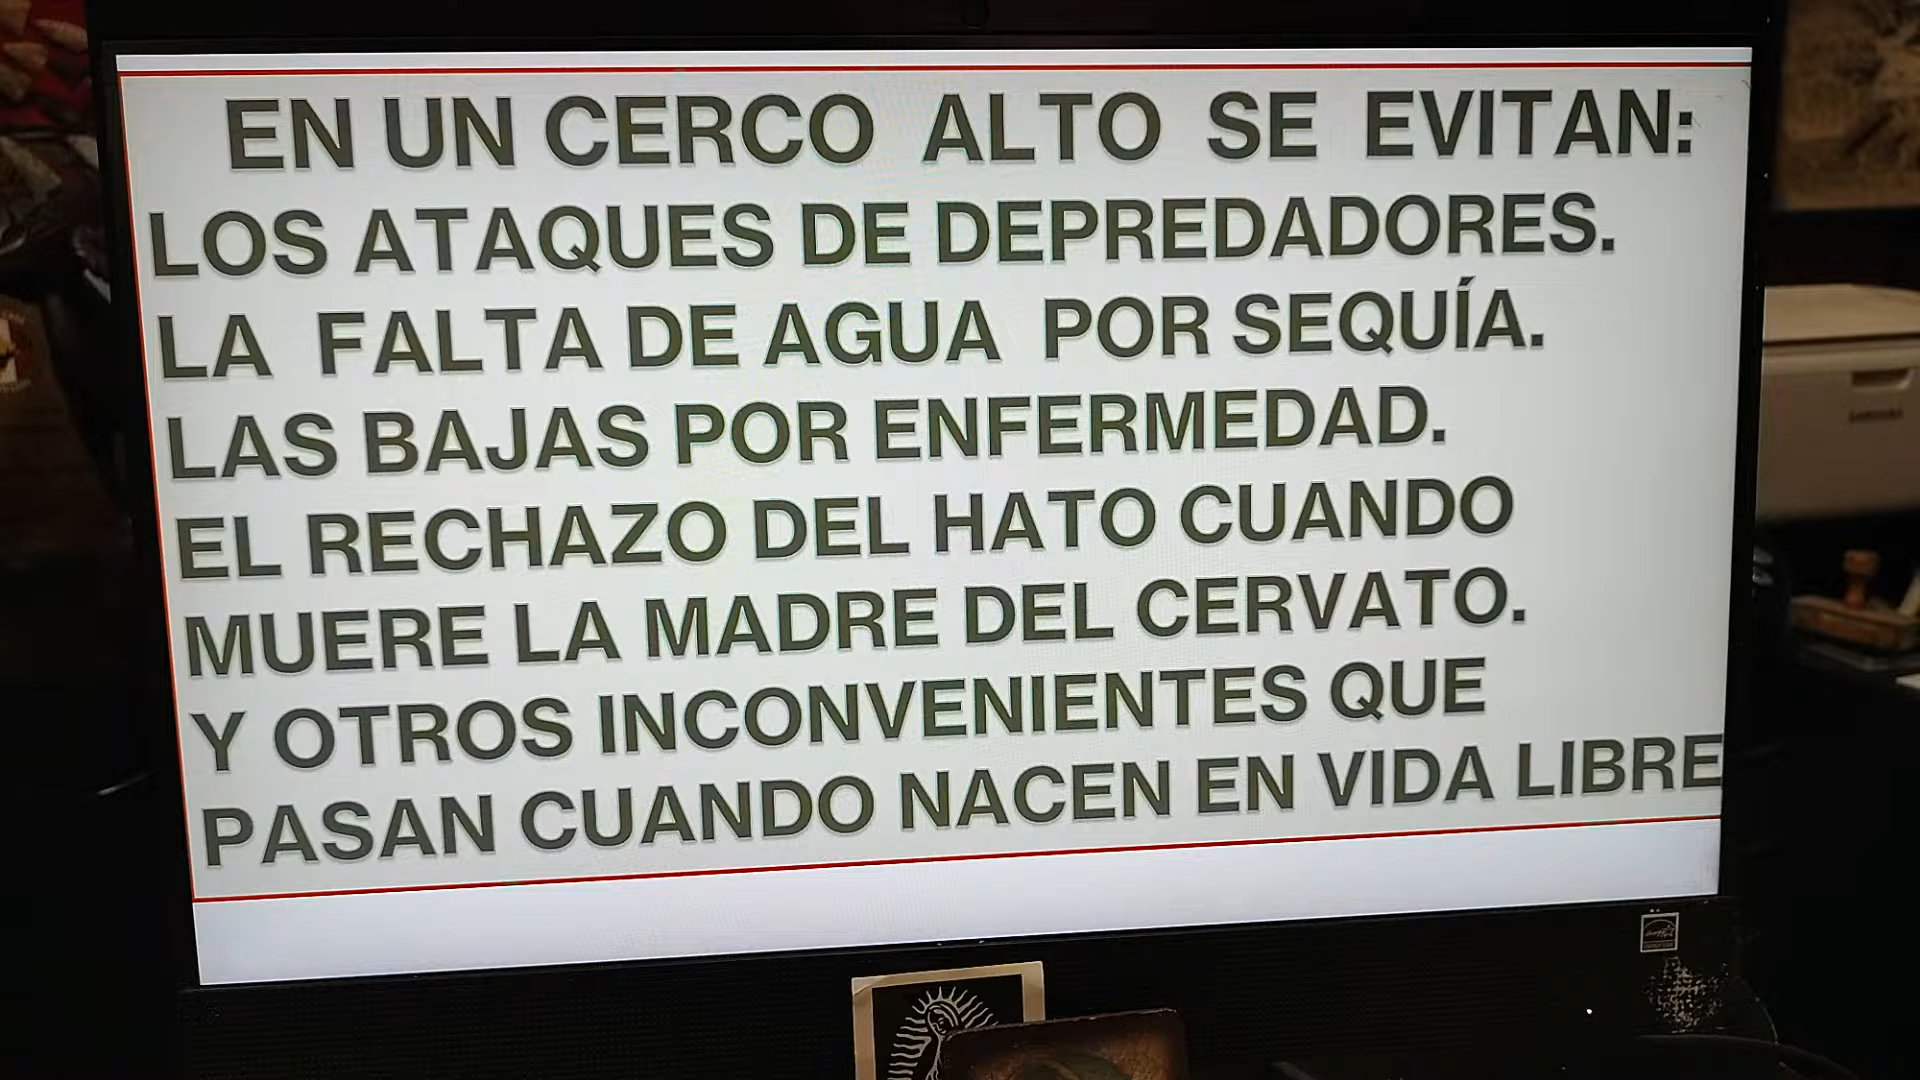 EN UN CERCO ALTO SE EVITAN:
LOS ATAQUES DE DEPREDADORES.
LA FALTA DE AGUA POR SEQUÍA.
LAS BAJAS POR ENFERMEDAD.
EL RECHAZO DEL HATO CUANDO
MUERE LA MADRE DEL CERVATO.
Y OTROS INCONVENIENTES QUE
PASAN CUANDO NACEN EN VIDA LIBRE